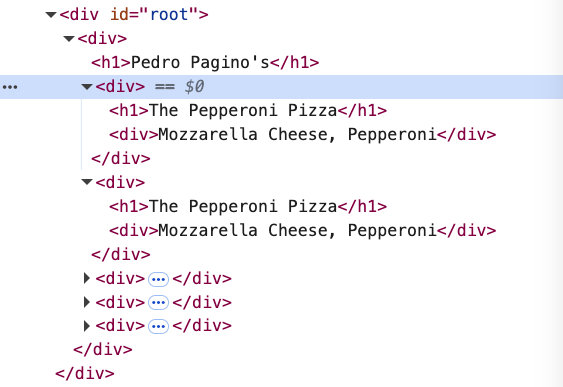 <div id="root">
<div>
<h1>Pedro Pagino's</h1>
••• <div> == $0
<h1>The Pepperoni Pizza</h1>
<div>Mozzarella Cheese, Pepperoni</div>
</div>
<div>
<h1>The Pepperoni Pizza</h1>
<div>Mozzarella Cheese, Pepperoni</div>
</div>
<div>•••</div>
<div>•••</div>
<div>•••</div>
</div>
</div>